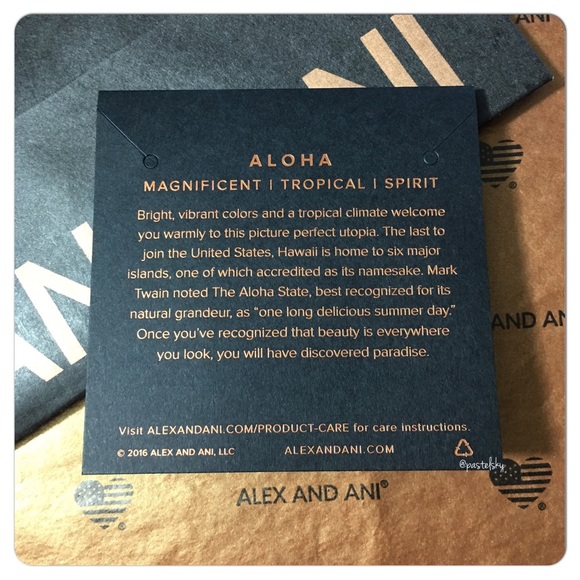 ANI
ANI
ALOHA
MAGNIFICENT | TROPICAL | SPIRIT
Bright, vibrant colors and a tropical climate welcome
you warmly to this picture perfect utopia. The last to
join the United States, Hawaii is home to six major
islands, one of which accredited as its namesake. Mark
Twain noted The Aloha State, best recognized for its
natural grandeur, as “one long delicious summer day.”
Once you’ve recognized that beauty is everywhere
you look, you will have discovered paradise.
AND ANI
Visit ALEXANDANI.COM/PRODUCT-CARE for care instructions.
© 2016 ALEX AND ANI, LLC ALEXANDANI.COM
@pastelsky
ALEX AND ANI®